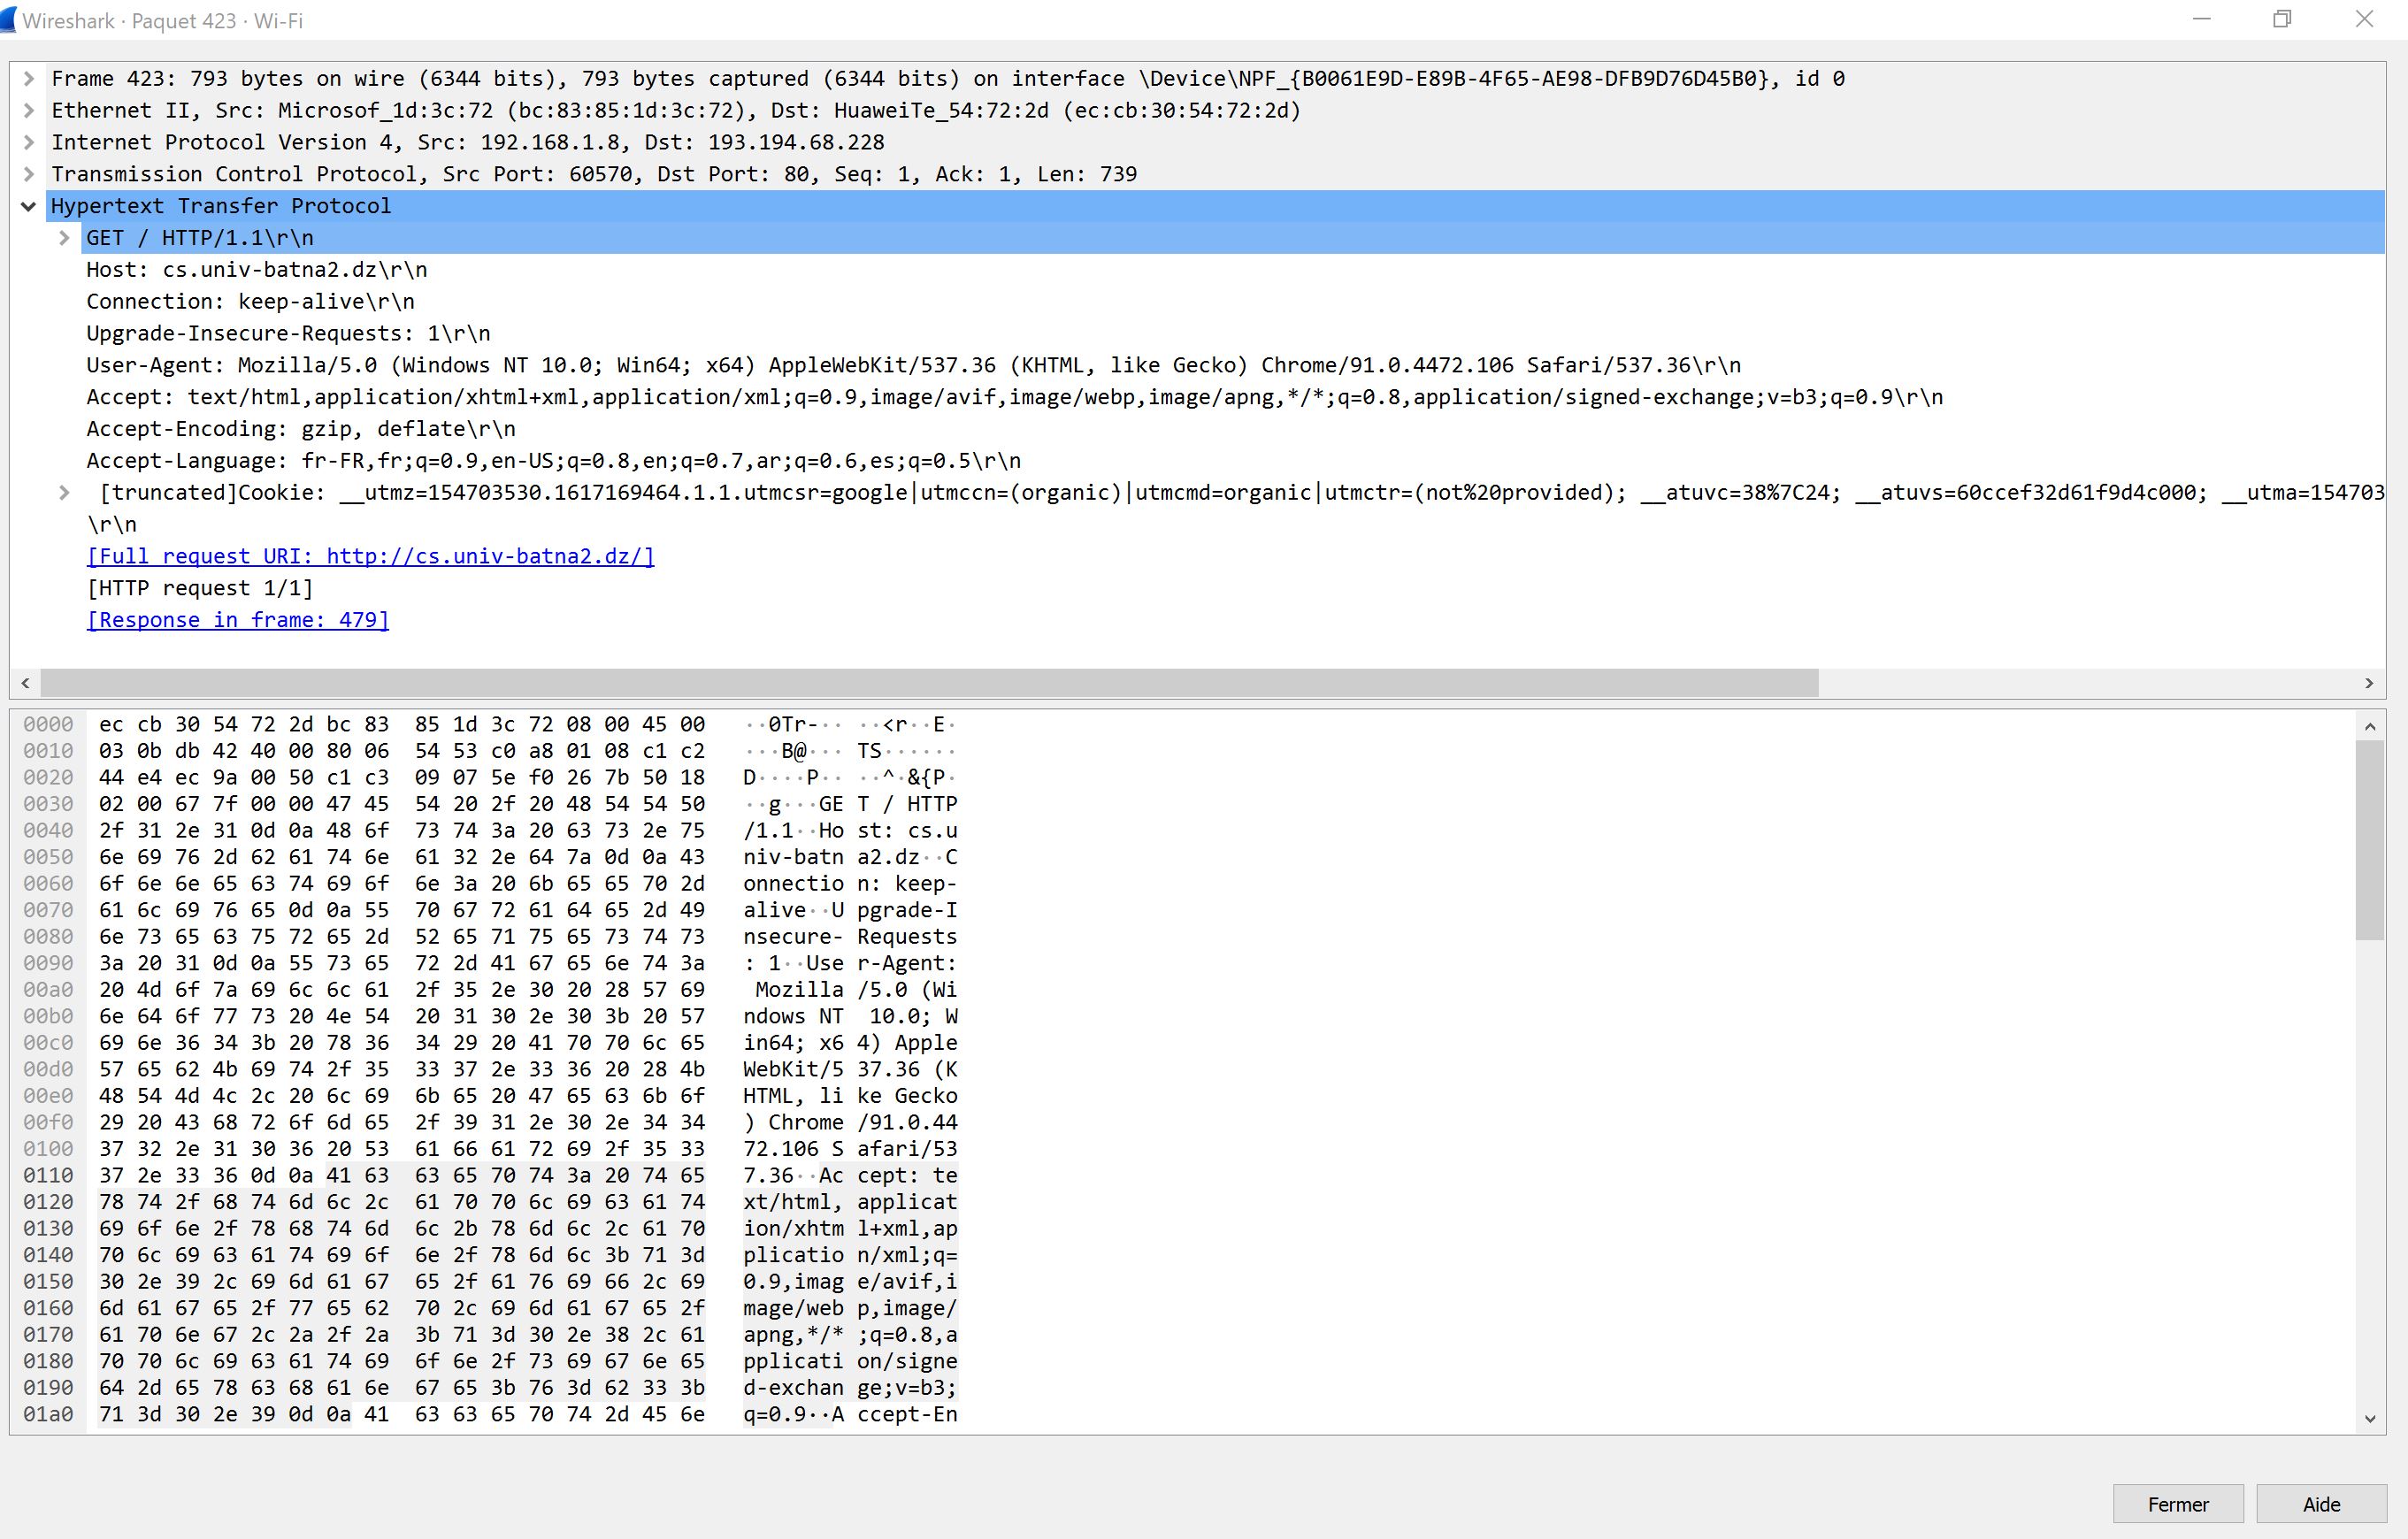 Wireshark · Paquet 423 · Wi-Fi
Frame 423: 793 bytes on wire (6344 bits), 793 bytes captured (6344 bits) on interface \Device\NPF_{B0061E9D-E89B-4F65-AE98-DFB9D76D45B0}, id 0
Ethernet II, Src: Microsof_1d:3c:72 (bc:83:85:1d:3c:72), Dst: HuaweiTe_54:72:2d (ec:cb:30:54:72:2d)
Internet Protocol Version 4, Src: 192.168.1.8, Dst: 193.194.68.228
Transmission Control Protocol, Src Port: 60570, Dst Port: 80, Seq: 1, Ack: 1, Len: 739
Hypertext Transfer Protocol
GET / HTTP/1.1\r\n
Host: cs.univ-batna2.dz\r\n
Connection: keep-alive\r\n
Upgrade-Insecure-Requests: 1\r\n
User-Agent: Mozilla/5.0 (Windows NT 10.0; Win64; x64) AppleWebKit/537.36 (KHTML, like Gecko) Chrome/91.0.4472.106 Safari/537.36\r\n
Accept: text/html,application/xhtml+xml,application/xml;q=0.9,image/avif,image/webp,image/apng,*/*;q=0.8,application/signed-exchange;v=b3;q=0.9\r\n
Accept-Encoding: gzip, deflate\r\n
Accept-Language: fr-FR,fr;q=0.9,en-US;q=0.8,en;q=0.7,ar;q=0.6,es;q=0.5\r\n
[truncated]Cookie: __utmz=154703530.1617169464.1.1.utmcsr=google|utmccn=(organic)|utmcmd=organic|utmctr=(not%20provided); __atuvc=38%7C24; __atuvs=60ccef32d61f9d4c000; __utma=154703
\r\n
[Full request URI: http://cs.univ-batna2.dz/]
[HTTP request 1/1]
[Response in frame: 479]
0000 ec cb 30 54 72 2d bc 83 85 1d 3c 72 08 00 45 00 ··0Tr-·· ··<r··E·
0010 03 0b db 42 40 00 80 06 54 53 c0 a8 01 08 c1 c2 ···B@··· TS······
0020 44 e4 ec 9a 00 50 c1 c3 09 07 5e f0 26 7b 50 18 D····P·· ··^·&{P·
0030 02 00 67 7f 00 00 47 45 54 20 2f 20 48 54 54 50 ··g···GE T / HTTP
0040 2f 31 2e 31 0d 0a 48 6f 73 74 3a 20 63 73 2e 75 /1.1··Ho st: cs.u
0050 6e 69 76 2d 62 61 74 6e 61 32 2e 64 7a 0d 0a 43 niv-batn a2.dz··C
0060 6f 6e 6e 65 63 74 69 6f 6e 3a 20 6b 65 65 70 2d onnectio n: keep-
0070 61 6c 69 76 65 0d 0a 55 70 67 72 61 64 65 2d 49 alive··U pgrade-I
0080 6e 73 65 63 75 72 65 2d 52 65 71 75 65 73 74 73 nsecure- Requests
0090 3a 20 31 0d 0a 55 73 65 72 2d 41 67 65 6e 74 3a : 1··Use r-Agent:
00a0 20 4d 6f 7a 69 6c 6c 61 2f 35 2e 30 20 28 57 69 Mozilla /5.0 (Wi
00b0 6e 64 6f 77 73 20 4e 54 20 31 30 2e 30 3b 20 57 ndows NT 10.0; W
00c0 69 6e 36 34 3b 20 78 36 34 29 20 41 70 70 6c 65 in64; x6 4) Apple
00d0 57 65 62 4b 69 74 2f 35 33 37 2e 33 36 20 28 4b WebKit/5 37.36 (K
00e0 48 54 4d 4c 2c 20 6c 69 6b 65 20 47 65 63 6b 6f HTML, li ke Gecko
00f0 29 20 43 68 72 6f 6d 65 2f 39 31 2e 30 2e 34 34 ) Chrome /91.0.44
0100 37 32 2e 31 30 36 20 53 61 66 61 72 69 2f 35 33 72.106 S afari/53
0110 37 2e 33 36 0d 0a 41 63 63 65 70 74 3a 20 74 65 7.36··Ac cept: te
0120 78 74 2f 68 74 6d 6c 2c 61 70 70 6c 69 63 61 74 xt/html, applicat
0130 69 6f 6e 2f 78 68 74 6d 6c 2b 78 6d 6c 2c 61 70 ion/xhtm l+xml,ap
0140 70 6c 69 63 61 74 69 6f 6e 2f 78 6d 6c 3b 71 3d plicatio n/xml;q=
0150 30 2e 39 2c 69 6d 61 67 65 2f 61 76 69 66 2c 69 0.9,imag e/avif,i
0160 6d 61 67 65 2f 77 65 62 70 2c 69 6d 61 67 65 2f mage/web p,image/
0170 61 70 6e 67 2c 2a 2f 2a 3b 71 3d 30 2e 38 2c 61 apng,*/* ;q=0.8,a
0180 70 70 6c 69 63 61 74 69 6f 6e 2f 73 69 67 6e 65 pplicati on/signe
0190 64 2d 65 78 63 68 61 6e 67 65 3b 76 3d 62 33 3b d-exchan ge;v=b3;
01a0 71 3d 30 2e 39 0d 0a 41 63 63 65 70 74 2d 45 6e q=0.9··A ccept-En
Fermer Aide